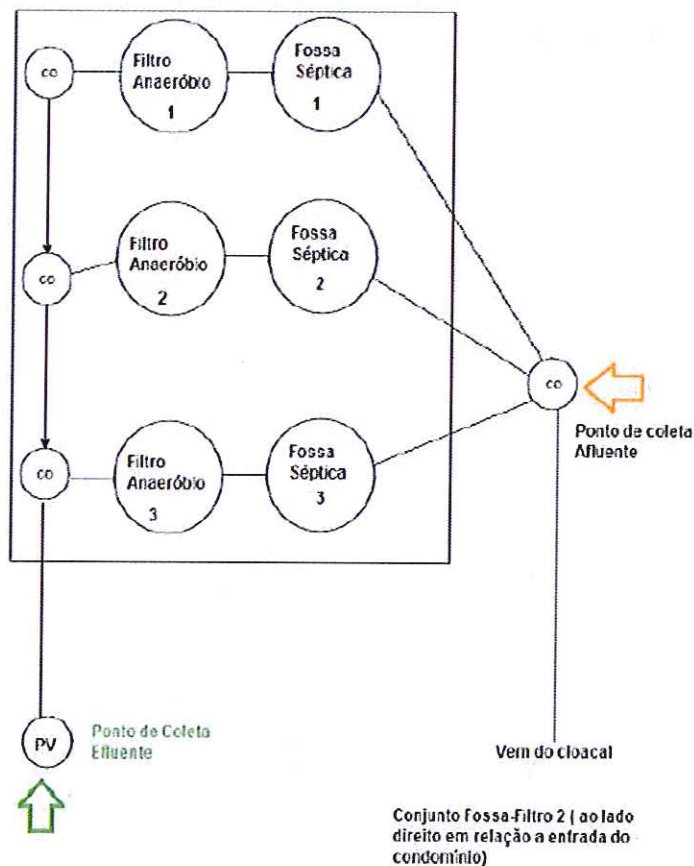 co
Filtro
Anaeróbio
1
Fossa
Séptica
1
co
Filtro
Anaeróbio
2
Fossa
Séptica
2
co
Ponto de coleta
Afluente
co
Filtro
Anaeróbio
3
Fossa
Séptica
3
PV
Ponto de Coleta
Efluente
Vem do cloacal
Conjunto Fossa-Filtro 2 ( ao lado
direito em relação a entrada do
condomínio)